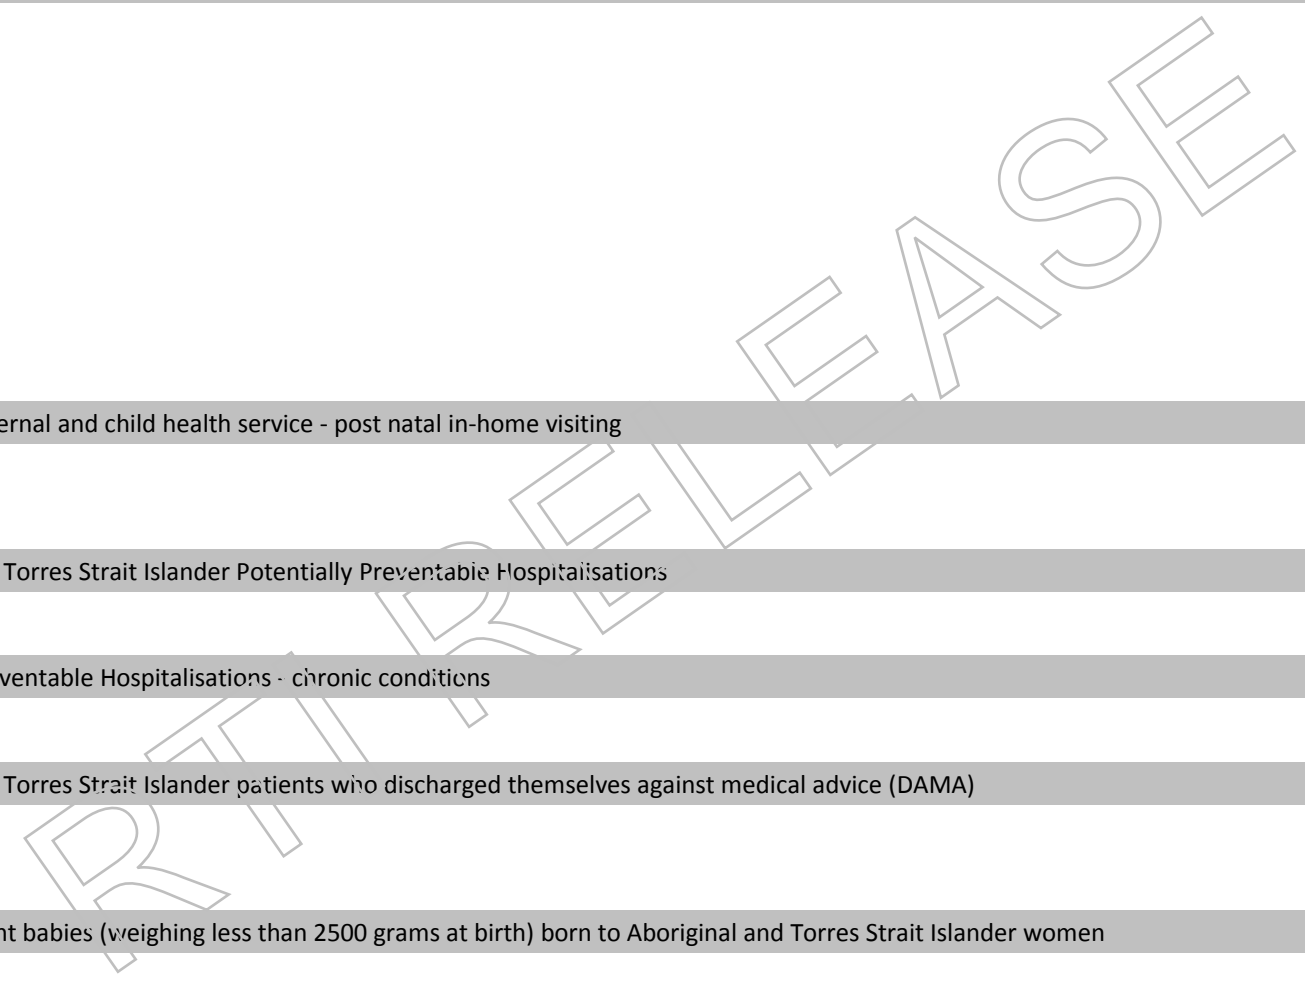 ernal and child health service - post natal in-home visiting
Torres Strait Islander Potentially Preventable Hospitalisations
ventable Hospitalisations - chronic conditions
Torres Strait Islander patients who discharged themselves against medical advice (DAMA)
nt babies (weighing less than 2500 grams at birth) born to Aboriginal and Torres Strait Islander women
RTI RELEASE